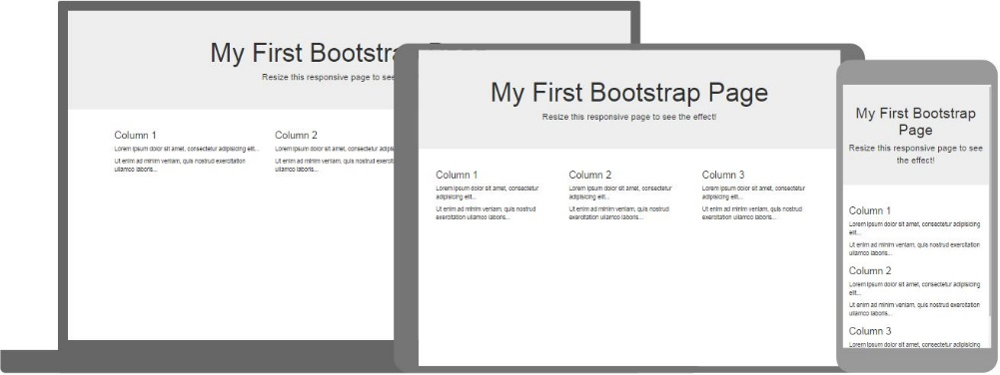 My First Bootstra
Resize this responsive page to see
Column 1
Lorem ipsum dolor sit amet, consectetur adipisicing elit...
Ut enim ad minim veniam, quis nostrud exercitation
ullamco laboris...
Column 2
Lorem ipsum dolor sit amet, consectetur
Ut enim ad minim veniam, quis nostrud
ullamco laboris...
My First Bootstrap Page
Resize this responsive page to see the effect!
Column 1
Lorem ipsum dolor sit amet, consectetur
adipisicing elit...
Ut enim ad minim veniam, quis nostrud
exercitation ullamco laboris...
Column 2
Lorem ipsum dolor sit amet, consectetur
adipisicing elit...
Ut enim ad minim veniam, quis nostrud
exercitation ullamco laboris...
Column 3
Lorem ipsum dolor sit amet, consectetur
adipisicing elit...
Ut enim ad minim veniam, quis nostrud
exercitation ullamco laboris...
My First Bootstrap
Page
Resize this responsive page to see
the effect!
Column 1
Lorem ipsum dolor sit amet, consectetur adipisicing
elit...
Ut enim ad minim veniam, quis nostrud exercitation
ullamco laboris...
Column 2
Lorem ipsum dolor sit amet, consectetur adipisicing
elit...
Ut enim ad minim veniam, quis nostrud exercitation
ullamco laboris...
Column 3
Lorem ipsum dolor sit amet, consectetur adipisicing